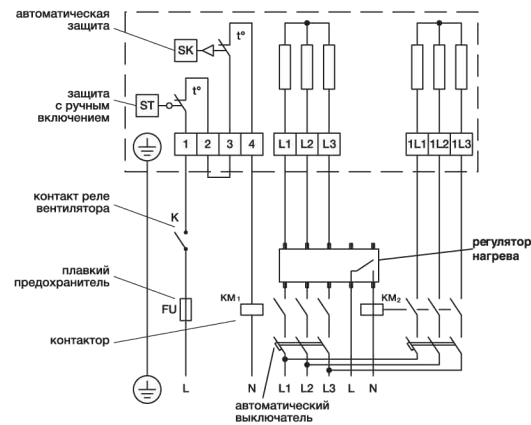 автоматическая
защита
SK
t°
защита
с ручным
включением
ST
t°
1 2 3 4 L1 L2 L3 1L1 1L2 1L3
контакт реле
вентилятора
K
регулятор
нагрева
плавкий
предохранитель
FU
KM₁
KM₂
контактор
L N L1 L2 L3 L N
автоматический
выключатель